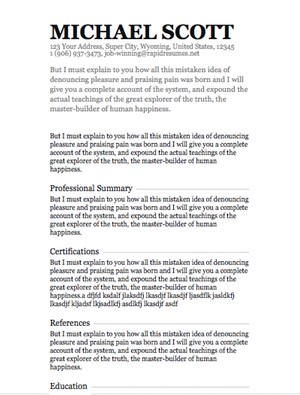 MICHAEL SCOTT
123 Your Address, Super City, Wyoming, United States, 12345
1 (906) 937-3473, job-winning@rapidresumes.net
But I must explain to you how all this mistaken idea of
denouncing pleasure and praising pain was born and I will
give you a complete account of the system, and expound the
actual teachings of the great explorer of the truth, the
master-builder of human happiness.
But I must explain to you how all this mistaken idea of denouncing
pleasure and praising pain was born and I will give you a complete
account of the system, and expound the actual teachings of the
great explorer of the truth, the master-builder of human
happiness.
Professional Summary
But I must explain to you how all this mistaken idea of denouncing
pleasure and praising pain was born and I will give you a complete
account of the system, and expound the actual teachings of the
great explorer of the truth, the master-builder of human
happiness.
Certifications
But I must explain to you how all this mistaken idea of denouncing
pleasure and praising pain was born and I will give you a complete
account of the system, and expound the actual teachings of the
great explorer of the truth, the master-builder of human
happiness.a dfjfd ksdalf jlaksdfj lkasdjf lkasdjf ljasdflk jasldkfj
lkasdjf kljadsf lkjsadlkfj asdlkfj lkasdjf asdf
References
But I must explain to you how all this mistaken idea of denouncing
pleasure and praising pain was born and I will give you a complete
account of the system, and expound the actual teachings of the
great explorer of the truth, the master-builder of human
happiness.
Education